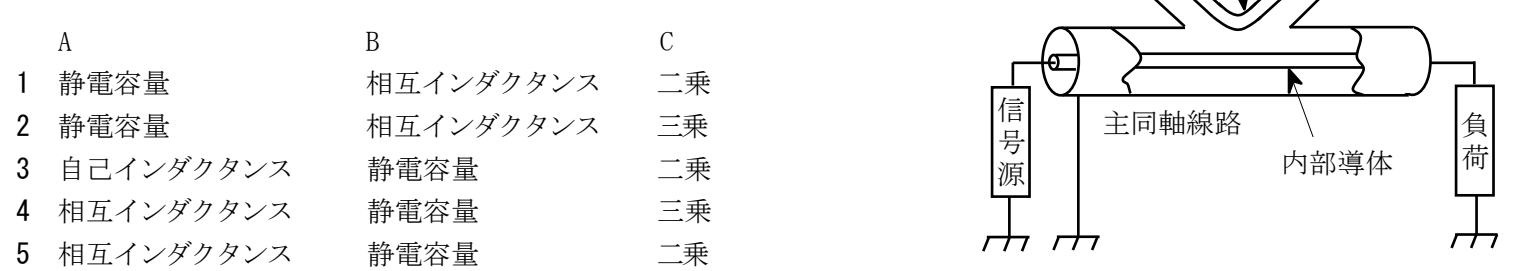 A B C
1 静電容量 相互インダクタンス 二乗
2 静電容量 相互インダクタンス 三乗
3 自己インダクタンス 静電容量 二乗
4 相互インダクタンス 静電容量 三乗
5 相互インダクタンス 静電容量 二乗
信号源
主同軸線路
内部導体
負荷